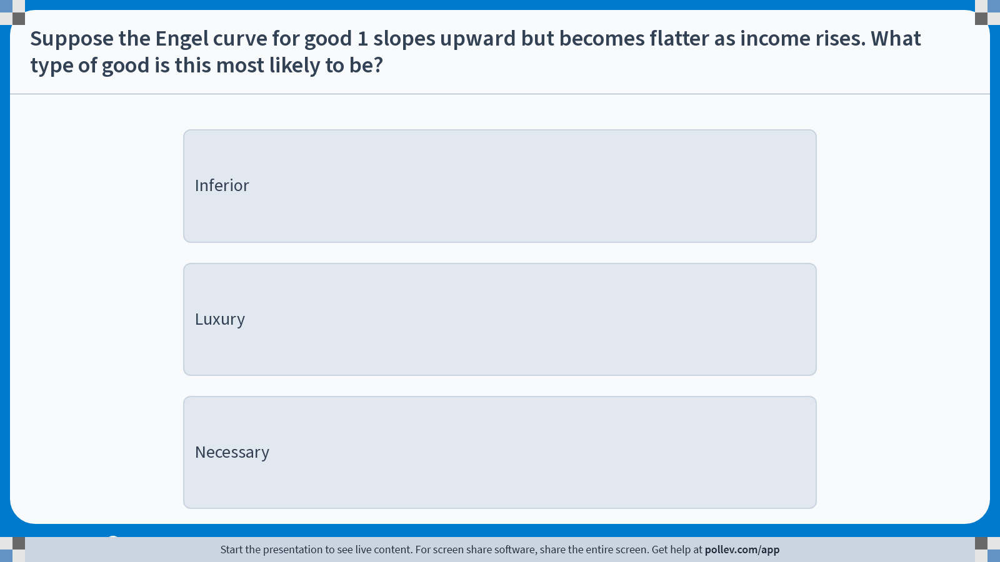 Suppose the Engel curve for good 1 slopes upward but becomes flatter as income rises. What
type of good is this most likely to be?
Inferior
Luxury
Necessary
Start the presentation to see live content. For screen share software, share the entire screen. Get help at pollev.com/app